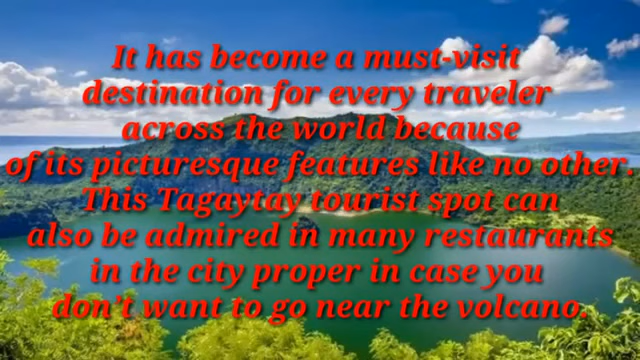 It has become a must-visit
destination for every traveler
across the world because
of its picturesque features like no other.
This Tagaytay tourist spot can
also be admired in many restaurants
in the city proper in case you
don't want to go near the volcano.